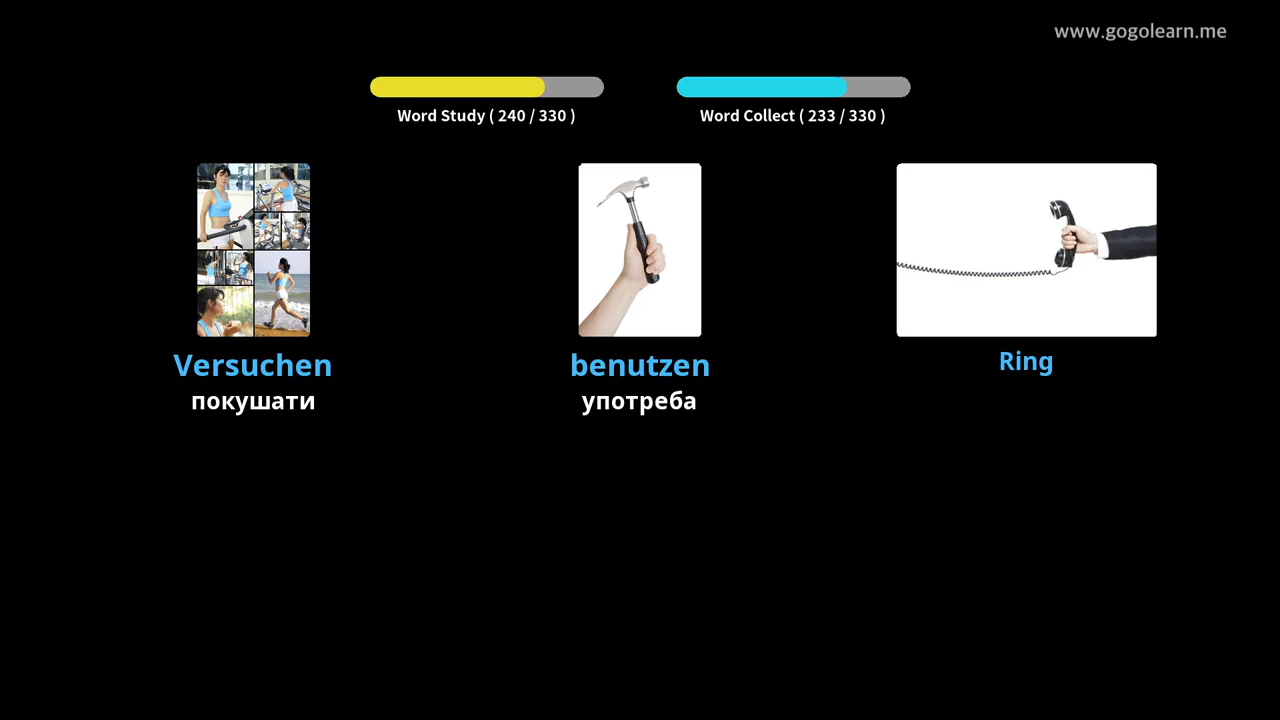 www.gogolearn.me
Word Study ( 240 / 330 )
Word Collect ( 233 / 330 )
Versuchen
покушати
benutzen
употреба
Ring